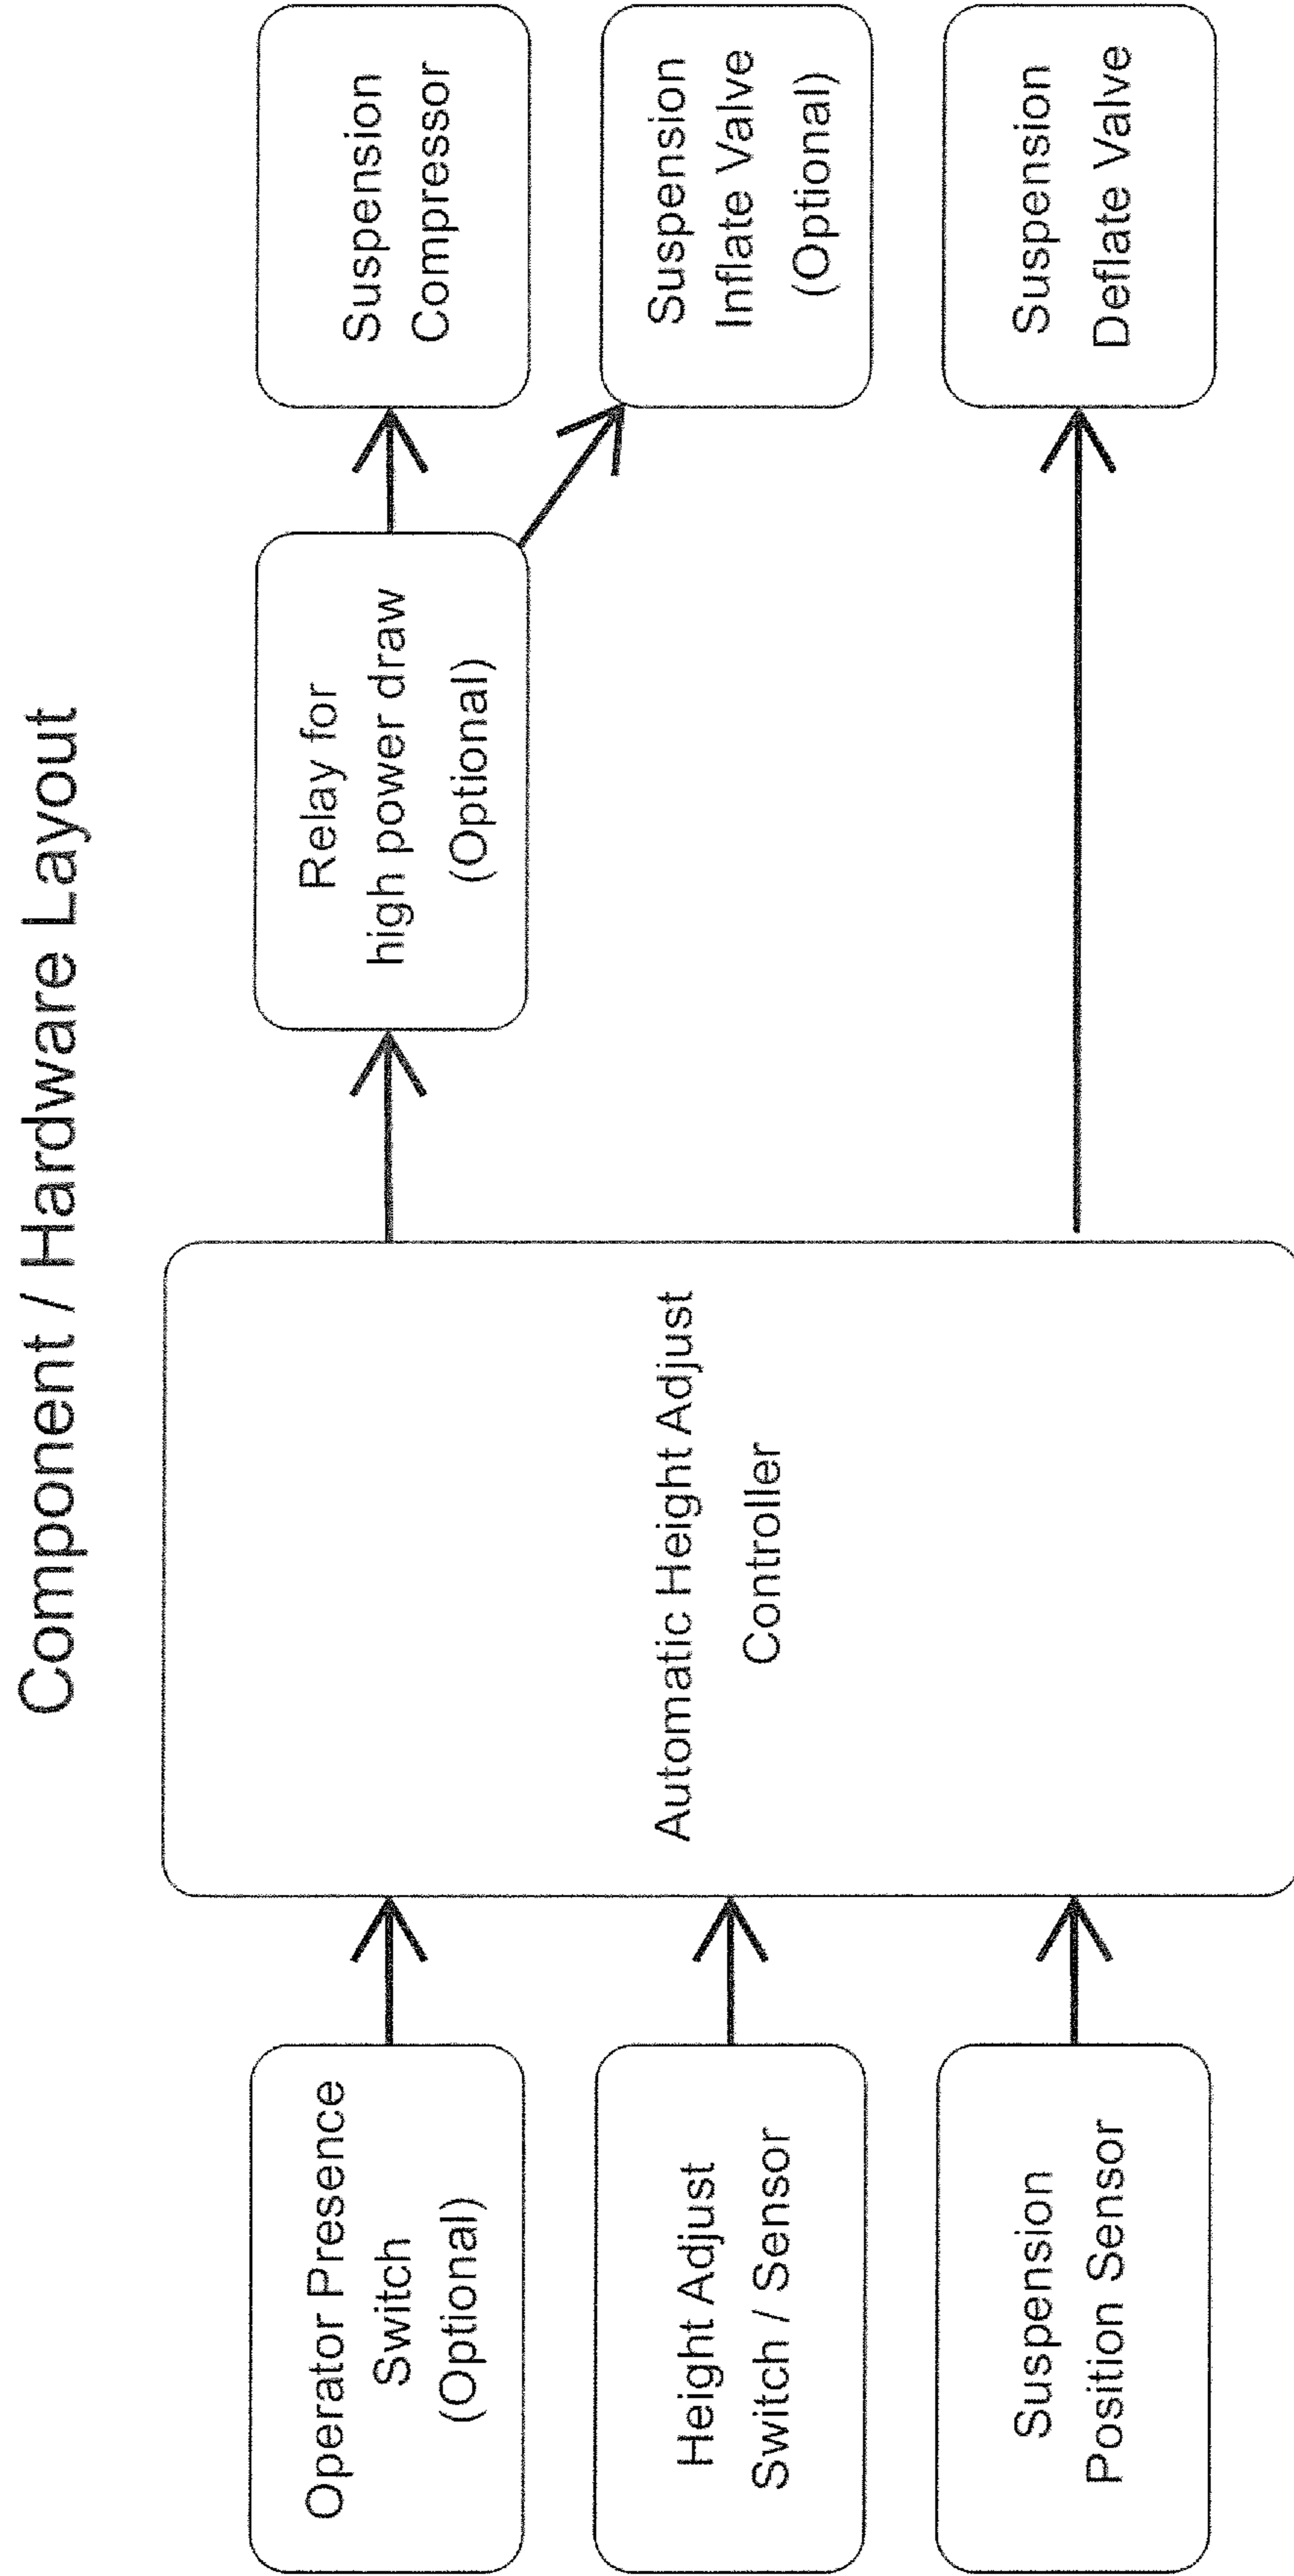 Component / Hardware Layout
Operator Presence
Switch
(Optional)
Height Adjust
Switch / Sensor
Suspension
Position Sensor
Automatic Height Adjust
Controller
Relay for
high power draw
(Optional)
Suspension
Compressor
Suspension
Inflate Valve
(Optional)
Suspension
Deflate Valve